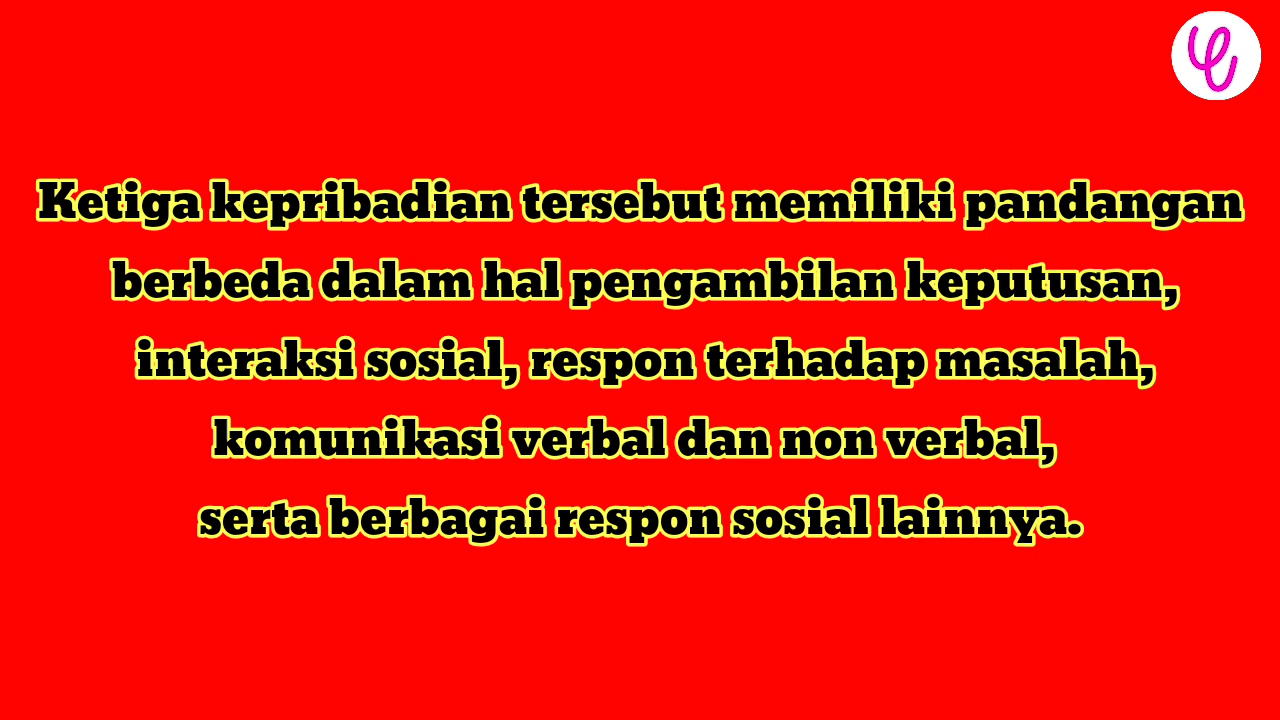 Ketiga kepribadian tersebut memiliki pandangan
berbeda dalam hal pengambilan keputusan,
interaksi sosial, respon terhadap masalah,
komunikasi verbal dan non verbal,
serta berbagai respon sosial lainnya.